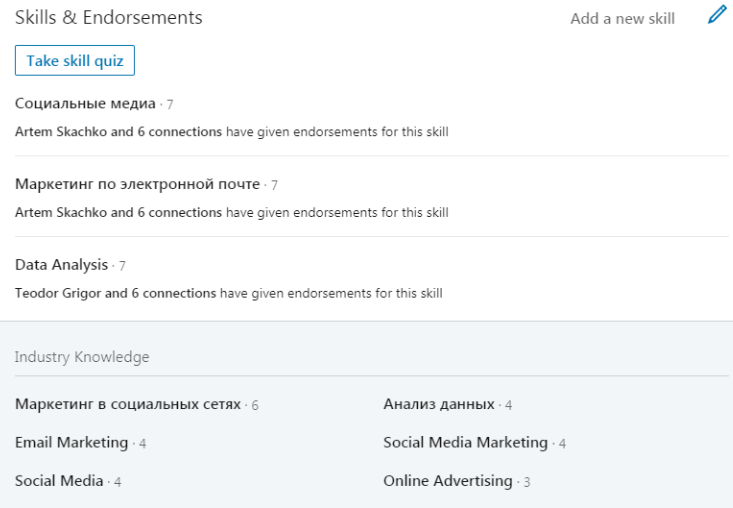 Skills & Endorsements
Add a new skill
Take skill quiz
Социальные медиа · 7
Artem Skachko and 6 connections have given endorsements for this skill
Маркетинг по электронной почте · 7
Artem Skachko and 6 connections have given endorsements for this skill
Data Analysis · 7
Teodor Grigor and 6 connections have given endorsements for this skill
Industry Knowledge
Маркетинг в социальных сетях · 6
Анализ данных · 4
Email Marketing · 4
Social Media Marketing · 4
Social Media · 4
Online Advertising · 3